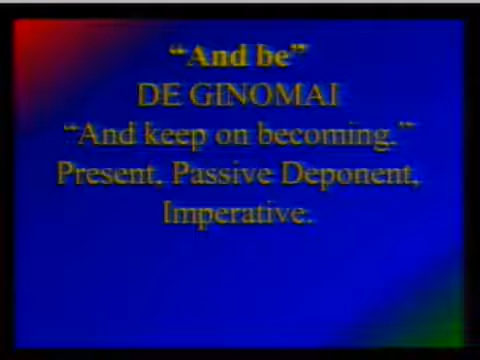 “And be”
DE GINOMAI
“And keep on becoming.”
Present, Passive Deponent,
Imperative.